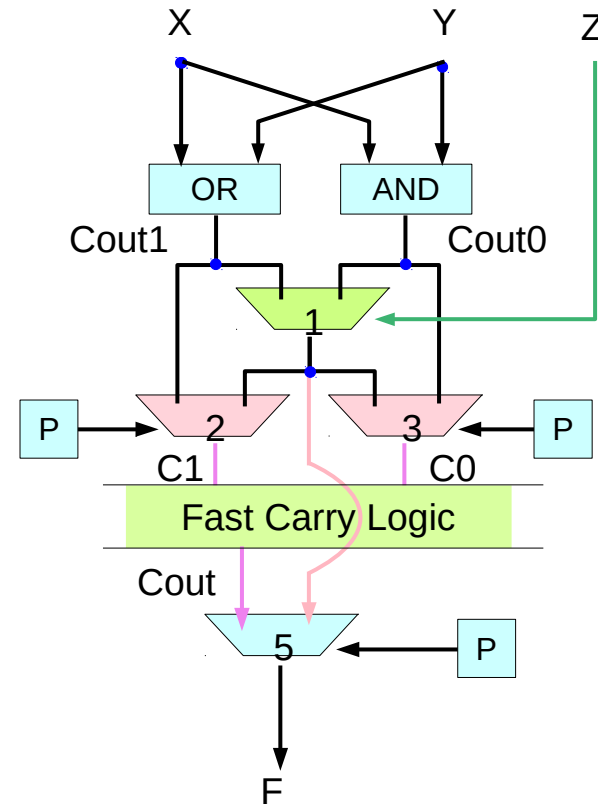 X Y Z
OR AND
Cout1 Cout0
1
P 2 3 P
C1 C0
Fast Carry Logic
Cout
5 P
F